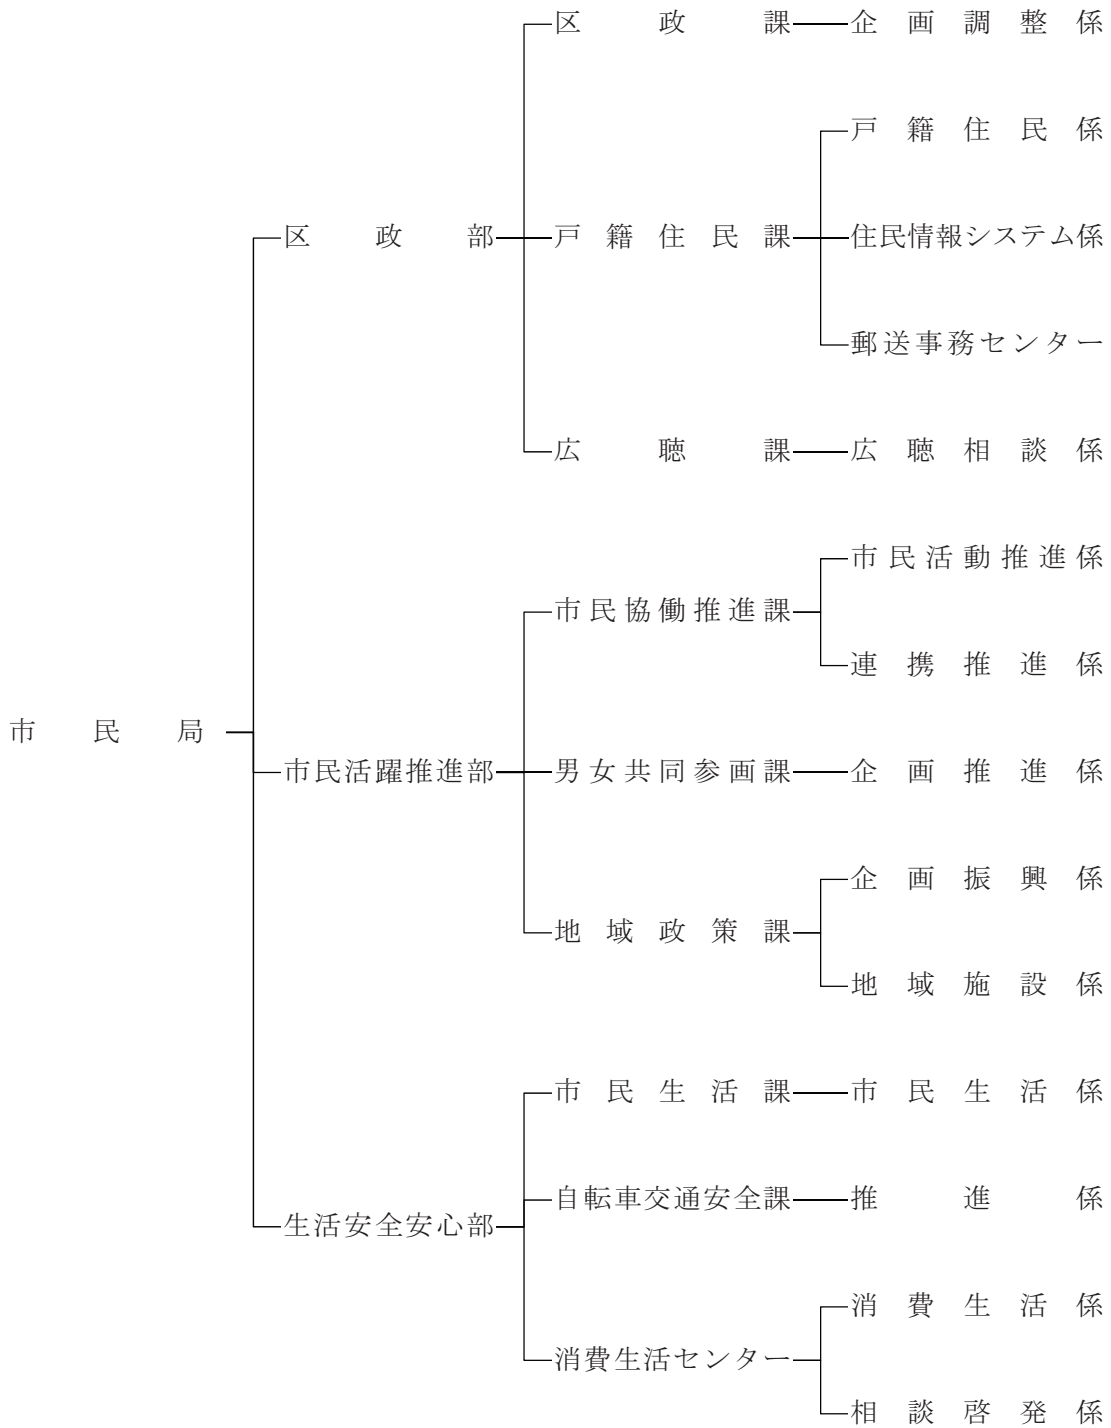 区政課 企画調整係
戸籍住民係
区政部 戸籍住民課 住民情報システム係
郵送事務センター
広聴課 広聴相談係
市民活動推進係
市民協働推進課
連携推進係
市民局
市民活躍推進部 男女共同参画課 企画推進係
企画振興係
地域政策課
地域施設係
市民生活課 市民生活係
自転車交通安全課 推進係
生活安全安心部
消費生活係
消費生活センター
相談啓発係